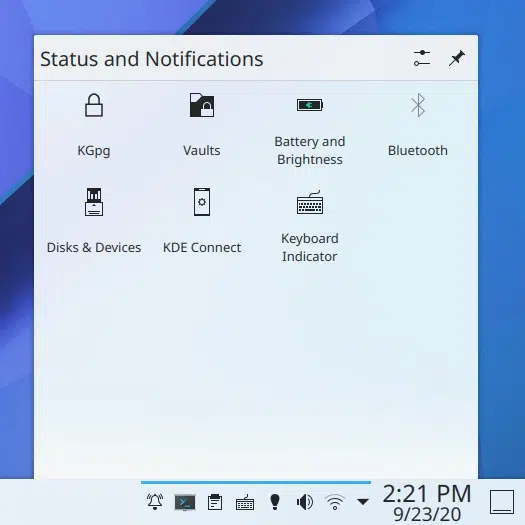 Status and Notifications
KGpg
Vaults
Battery and
Brightness
Bluetooth
Disks & Devices
KDE Connect
Keyboard
Indicator
2:21 PM
9/23/20